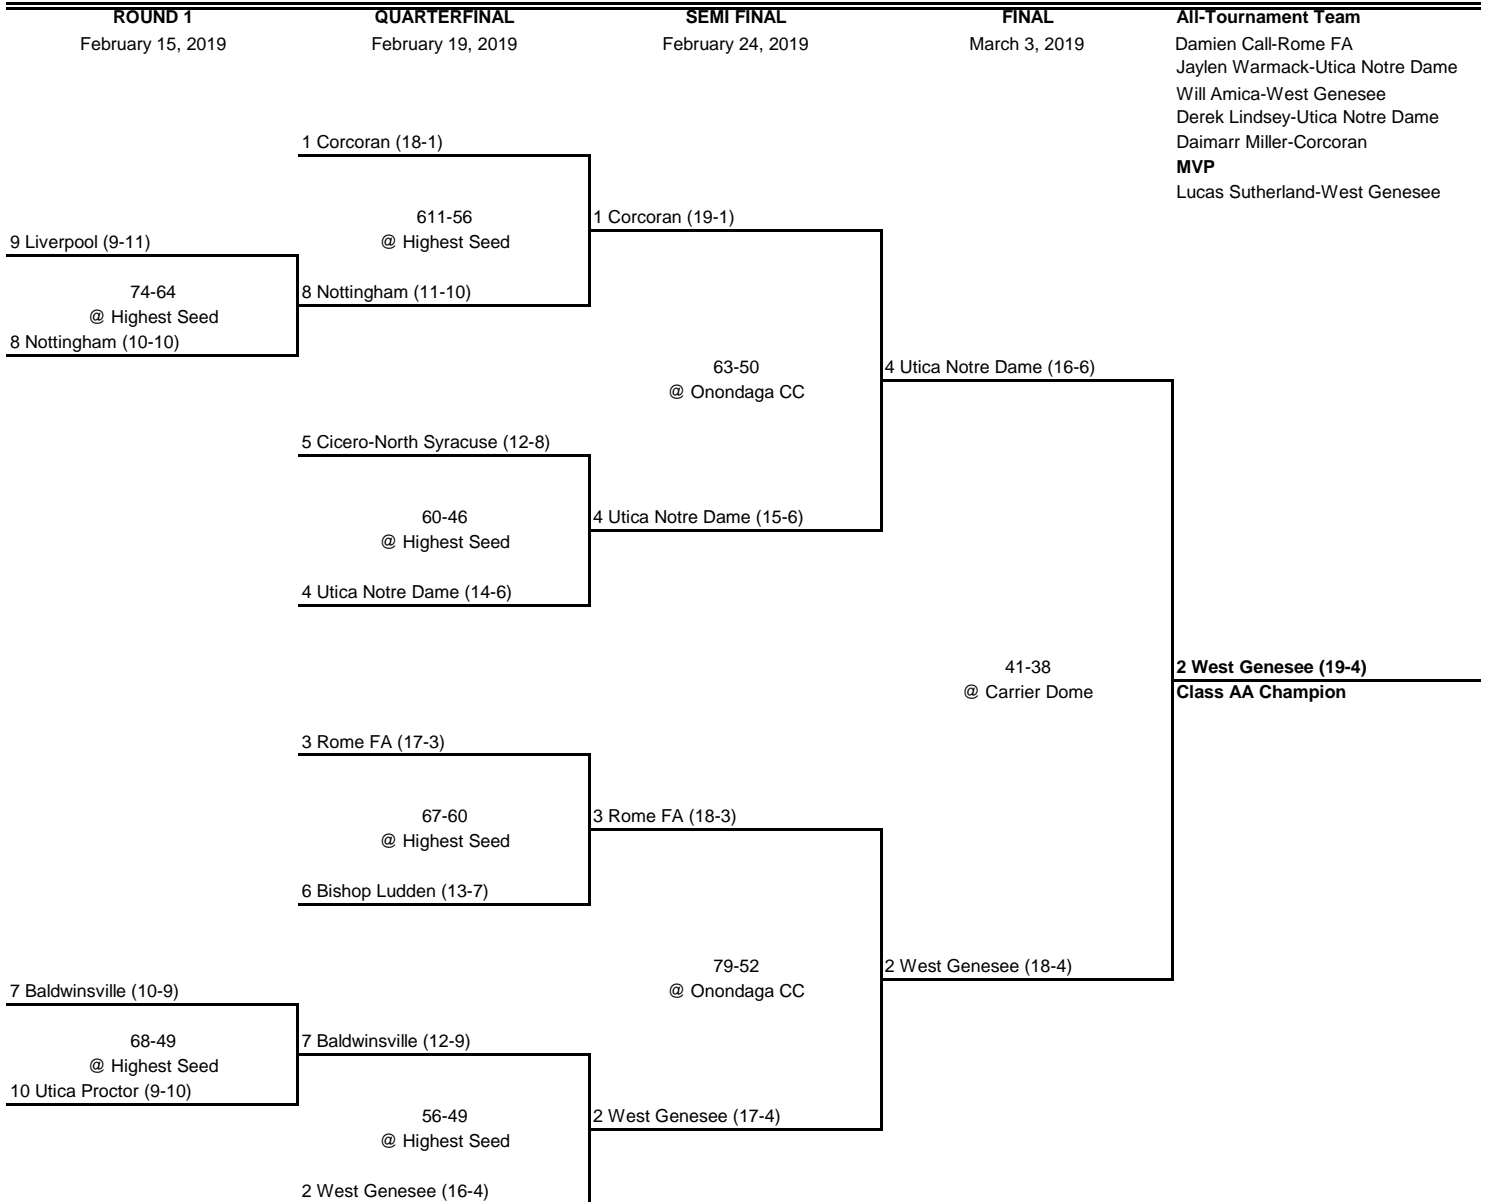 ROUND 1
February 15, 2019
QUARTERFINAL
February 19, 2019
SEMI FINAL
February 24, 2019
FINAL
March 3, 2019
All-Tournament Team
Damien Call-Rome FA
Jaylen Warmack-Utica Notre Dame
Will Amica-West Genesee
Derek Lindsey-Utica Notre Dame
Daimarr Miller-Corcoran
MVP
Lucas Sutherland-West Genesee
9 Liverpool (9-11)
74-64
@ Highest Seed
8 Nottingham (10-10)
7 Baldwinsville (10-9)
68-49
@ Highest Seed
10 Utica Proctor (9-10)
1 Corcoran (18-1)
611-56
@ Highest Seed
8 Nottingham (11-10)
5 Cicero-North Syracuse (12-8)
60-46
@ Highest Seed
4 Utica Notre Dame (14-6)
3 Rome FA (17-3)
67-60
@ Highest Seed
6 Bishop Ludden (13-7)
7 Baldwinsville (12-9)
56-49
@ Highest Seed
2 West Genesee (16-4)
1 Corcoran (19-1)
63-50
@ Onondaga CC
4 Utica Notre Dame (15-6)
3 Rome FA (18-3)
79-52
@ Onondaga CC
2 West Genesee (17-4)
4 Utica Notre Dame (16-6)
41-38
@ Carrier Dome
2 West Genesee (18-4)
2 West Genesee (19-4)
Class AA Champion